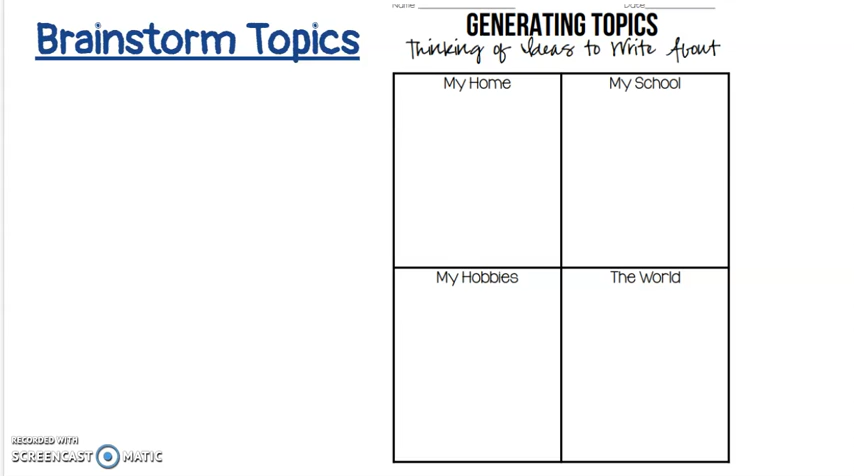 Brainstorm Topics
Name Date
GENERATING TOPICS
Thinking of Ideas to Write About
My Home
My School
My Hobbies
The World
RECORDED WITH
SCREENCAST MATIC